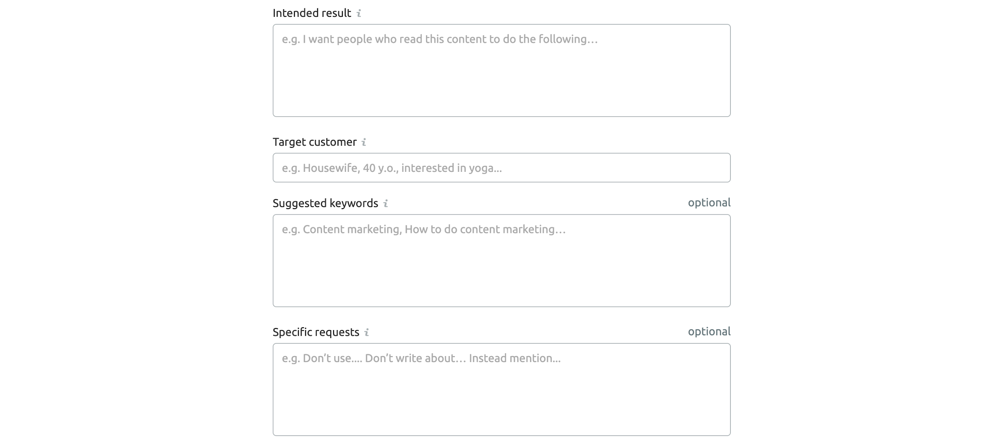 Intended result i
e.g. I want people who read this content to do the following…
Target customer i
e.g. Housewife, 40 y.o., interested in yoga...
Suggested keywords i optional
e.g. Content marketing, How to do content marketing…
Specific requests i optional
e.g. Don’t use.... Don’t write about… Instead mention...